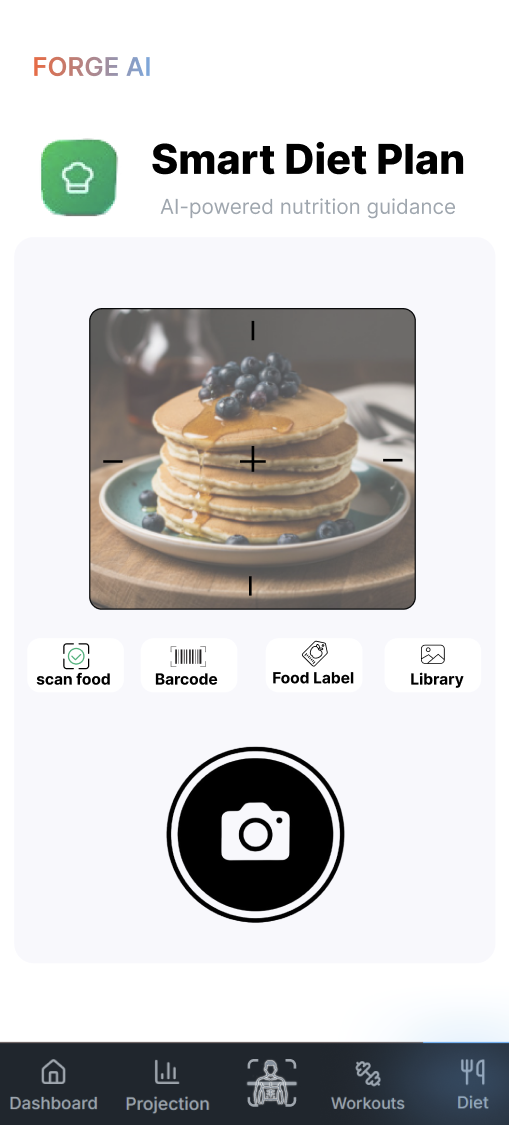 FORGE AI
Smart Diet Plan
AI-powered nutrition guidance
scan food
Barcode
Food Label
Library
Dashboard
Projection
Workouts
Diet